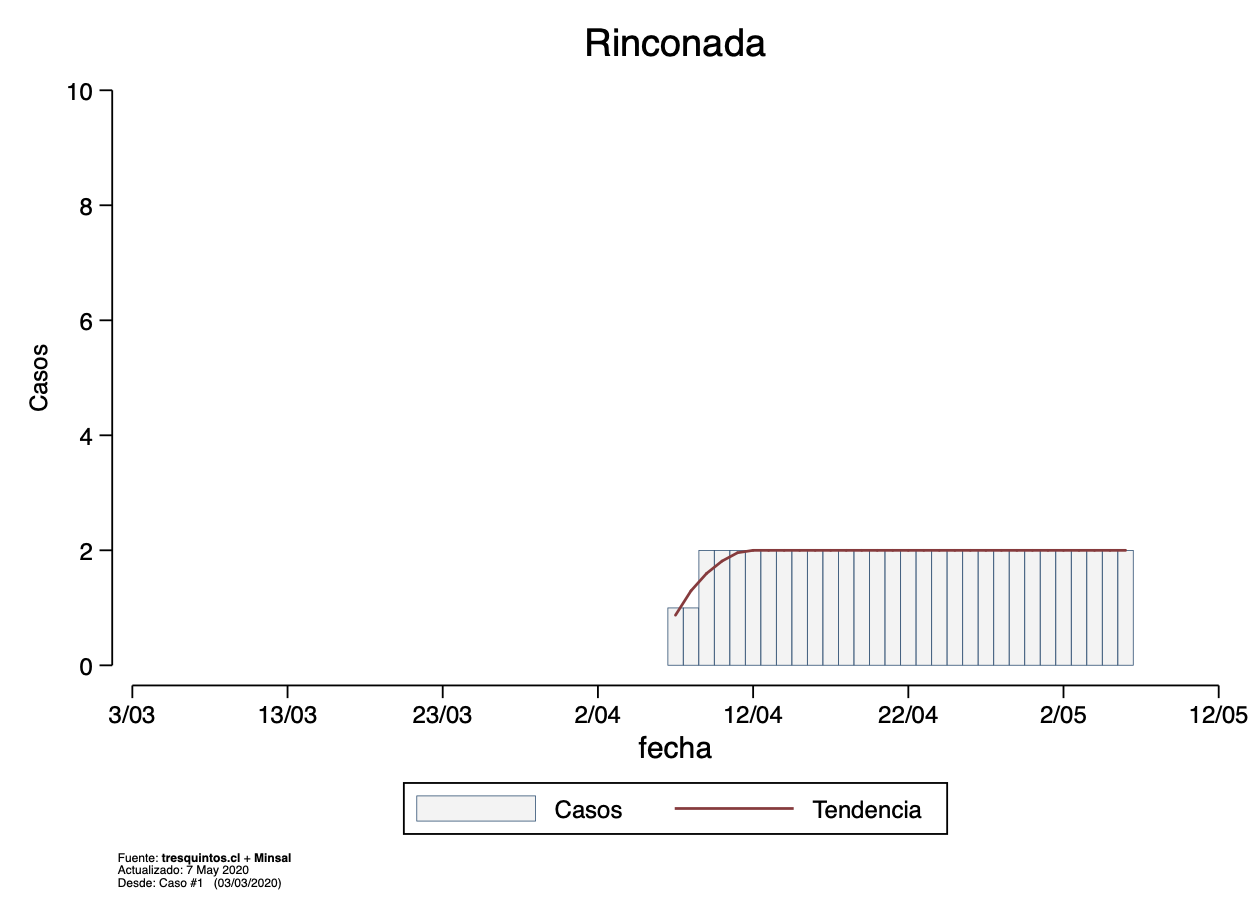 Rinconada
10
8
6
4
2
0
Casos
3/03 13/03 23/03 2/04 12/04 22/04 2/05 12/05
fecha
Casos Tendencia
Fuente: tresquintos.cl + Minsal
Actualizado: 7 May 2020
Desde: Caso #1 (03/03/2020)